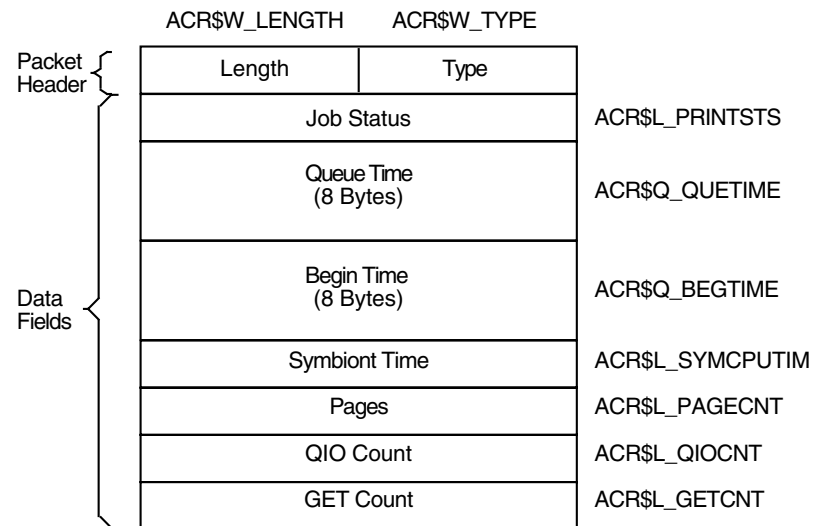 ACR$W_LENGTH ACR$W_TYPE
Packet
Header
Length Type
Job Status ACR$L_PRINTSTS
Queue Time
(8 Bytes)
ACR$Q_QUETIME
Begin Time
(8 Bytes)
ACR$Q_BEGTIME
Data
Fields
Symbiont Time ACR$L_SYMCPUTIM
Pages ACR$L_PAGECNT
QIO Count ACR$L_QIOCNT
GET Count ACR$L_GETCNT